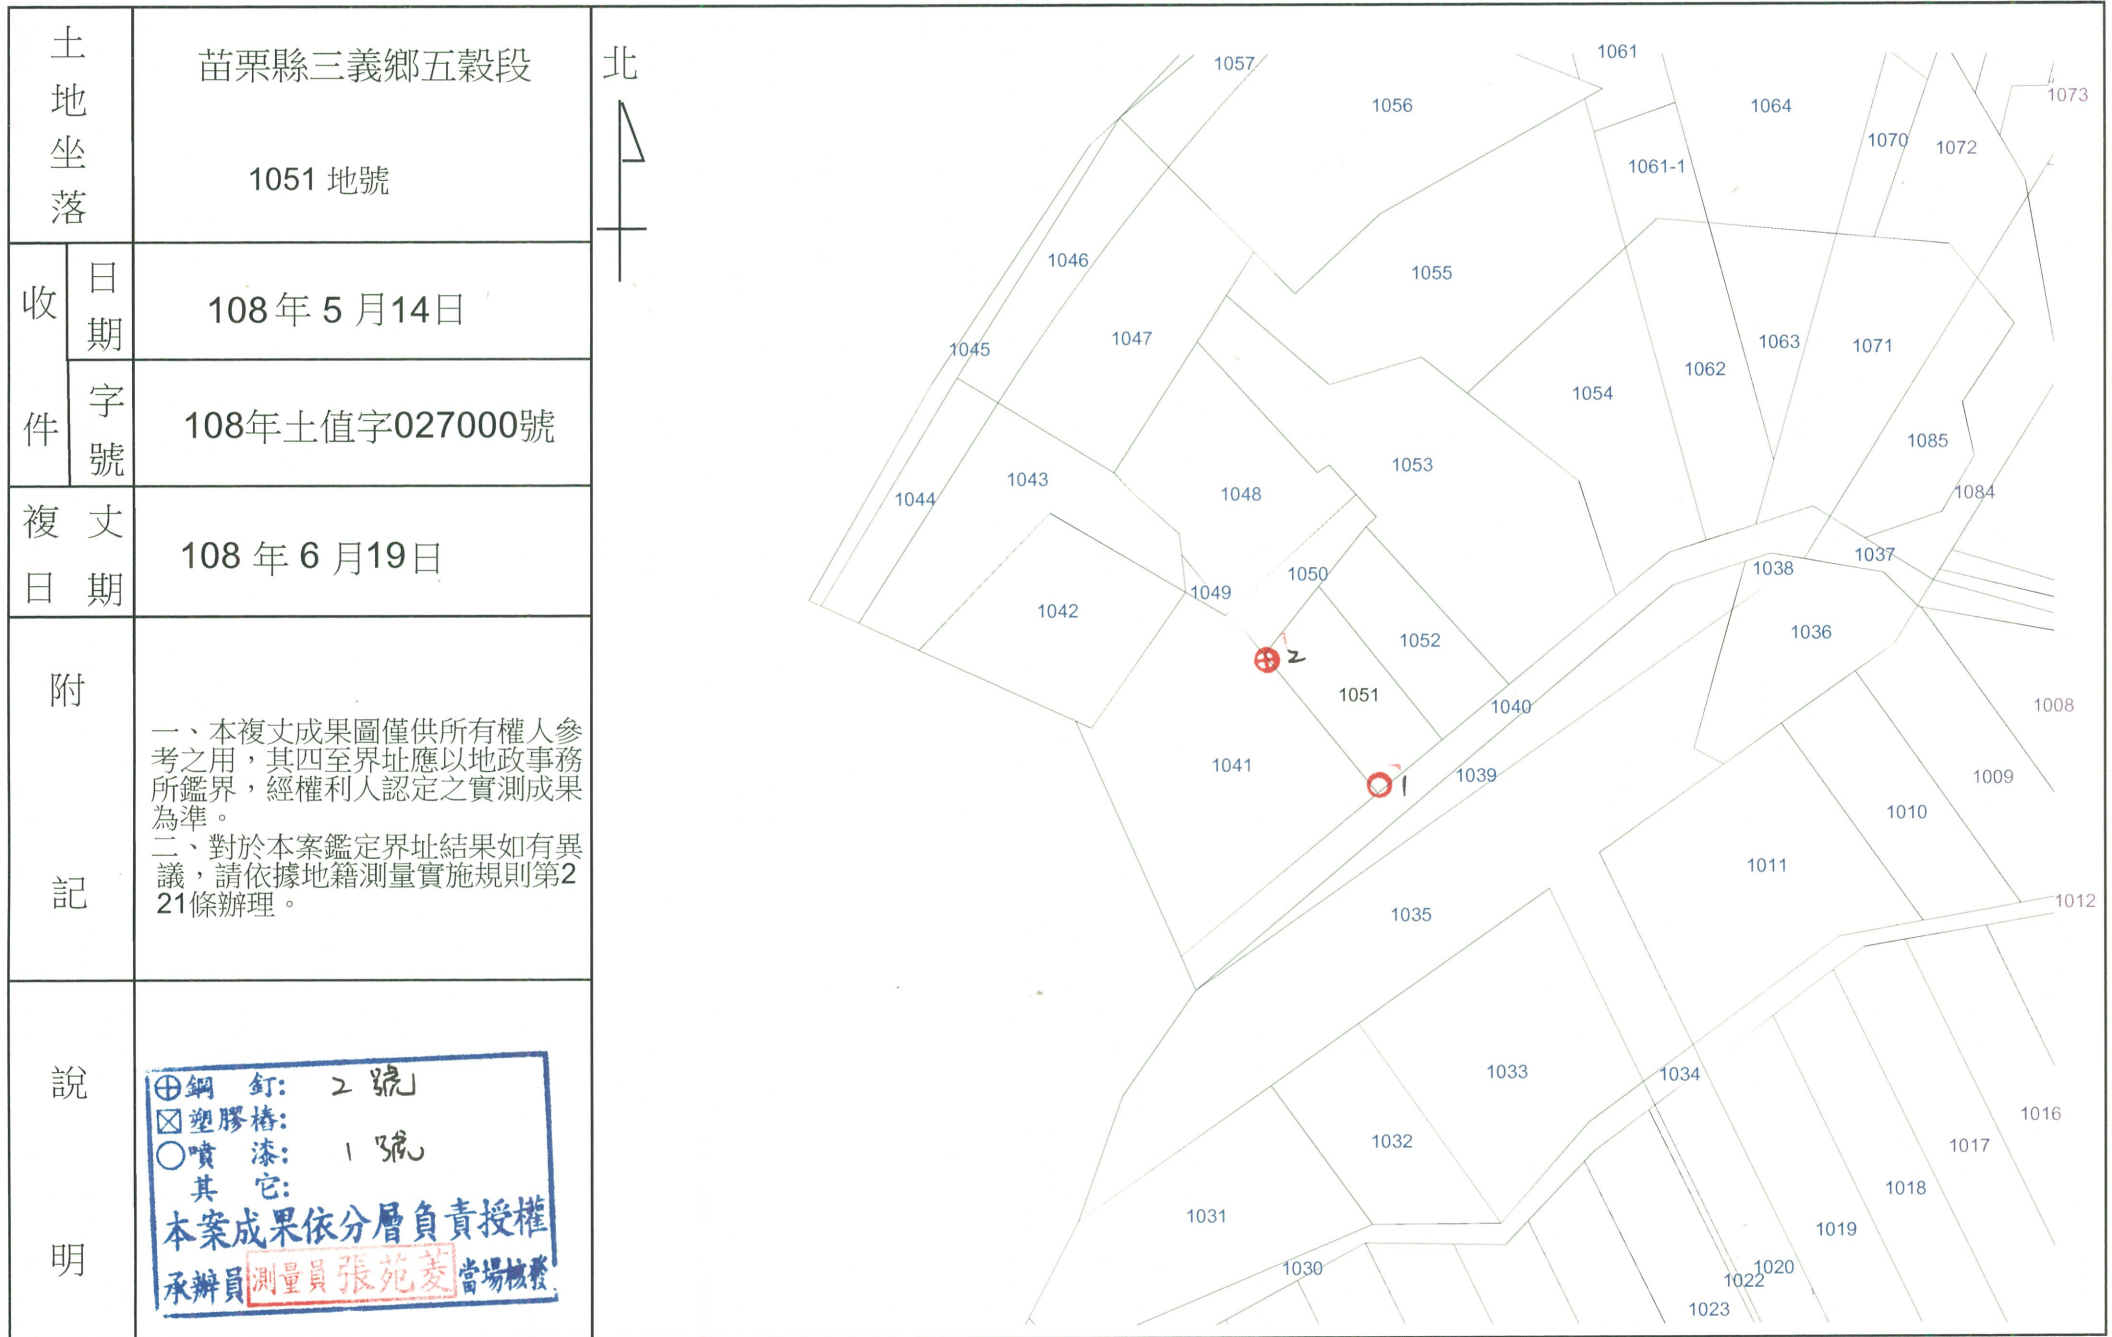 土地坐落
苗栗縣三義鄉五穀段
1051 地號
收件
日期
108年 5 月14日
字號
108年土值字027000號
複丈日期
108 年 6 月19日
附記
一、本複丈成果圖僅供所有權人參
考之用，其四至界址應以地政事務
所鑑界，經權利人認定之實測成果
為準。
二、對於本案鑑定界址結果如有異
議，請依據地籍測量實施規則第2
21條辦理。
說明
⊕鋼 釘: 2 號
☒塑膠樁:
○噴 漆: 1 號
其 它:
本案成果依分層負責授權
承辦員 測量員 張苑菱 當場核發
北
1057
1056
1061
1064
1073
1070
1072
1061-1
1046
1055
1045
1047
1063
1071
1062
1054
1085
1044
1043
1048
1053
1084
1037
1038
1050
1049
1042
1052
1036
2
1051
1040
1008
1041
1039
1009
1
1010
1011
1012
1035
1033
1034
1032
1016
1017
1018
1031
1019
1030
1020
1022
1023